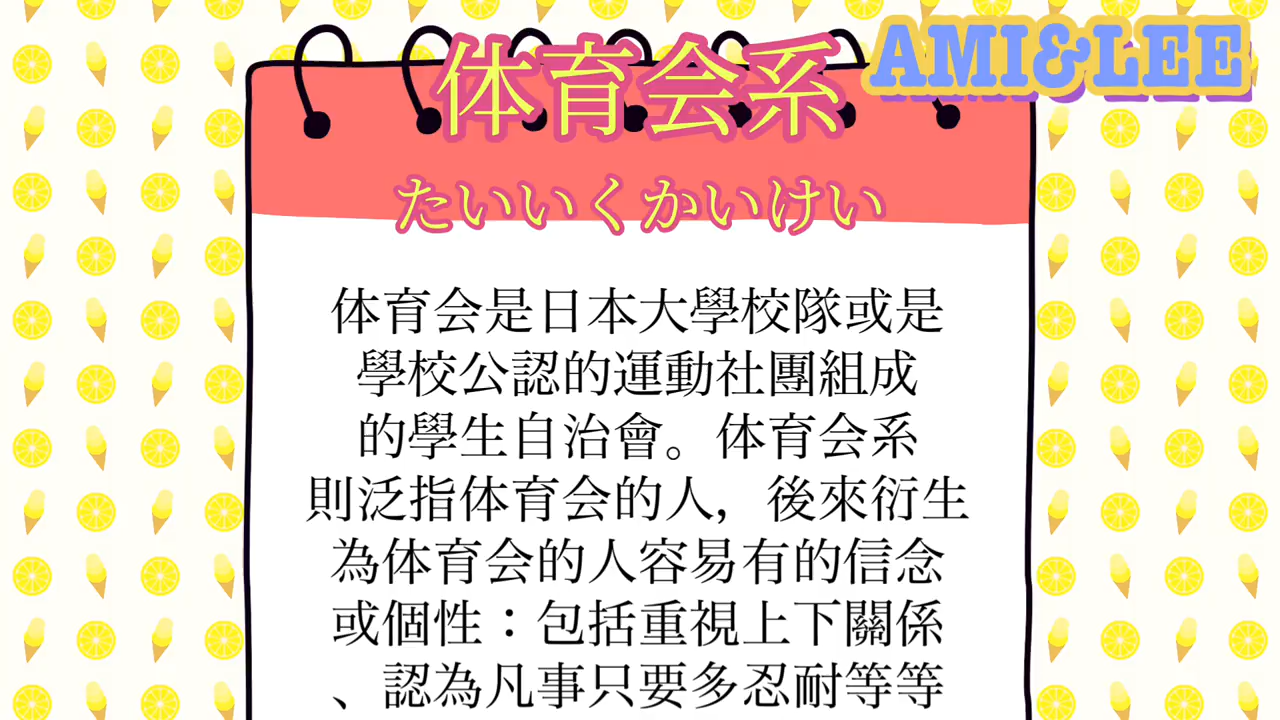 AMI&LEE
体育会系
たいいくかいけい
体育会是日本大學校隊或是
學校公認的運動社團組成
的學生自治會。体育会系
則泛指体育会的人，後來衍生
為体育会的人容易有的信念
或個性：包括重視上下關係
、認為凡事只要多忍耐等等